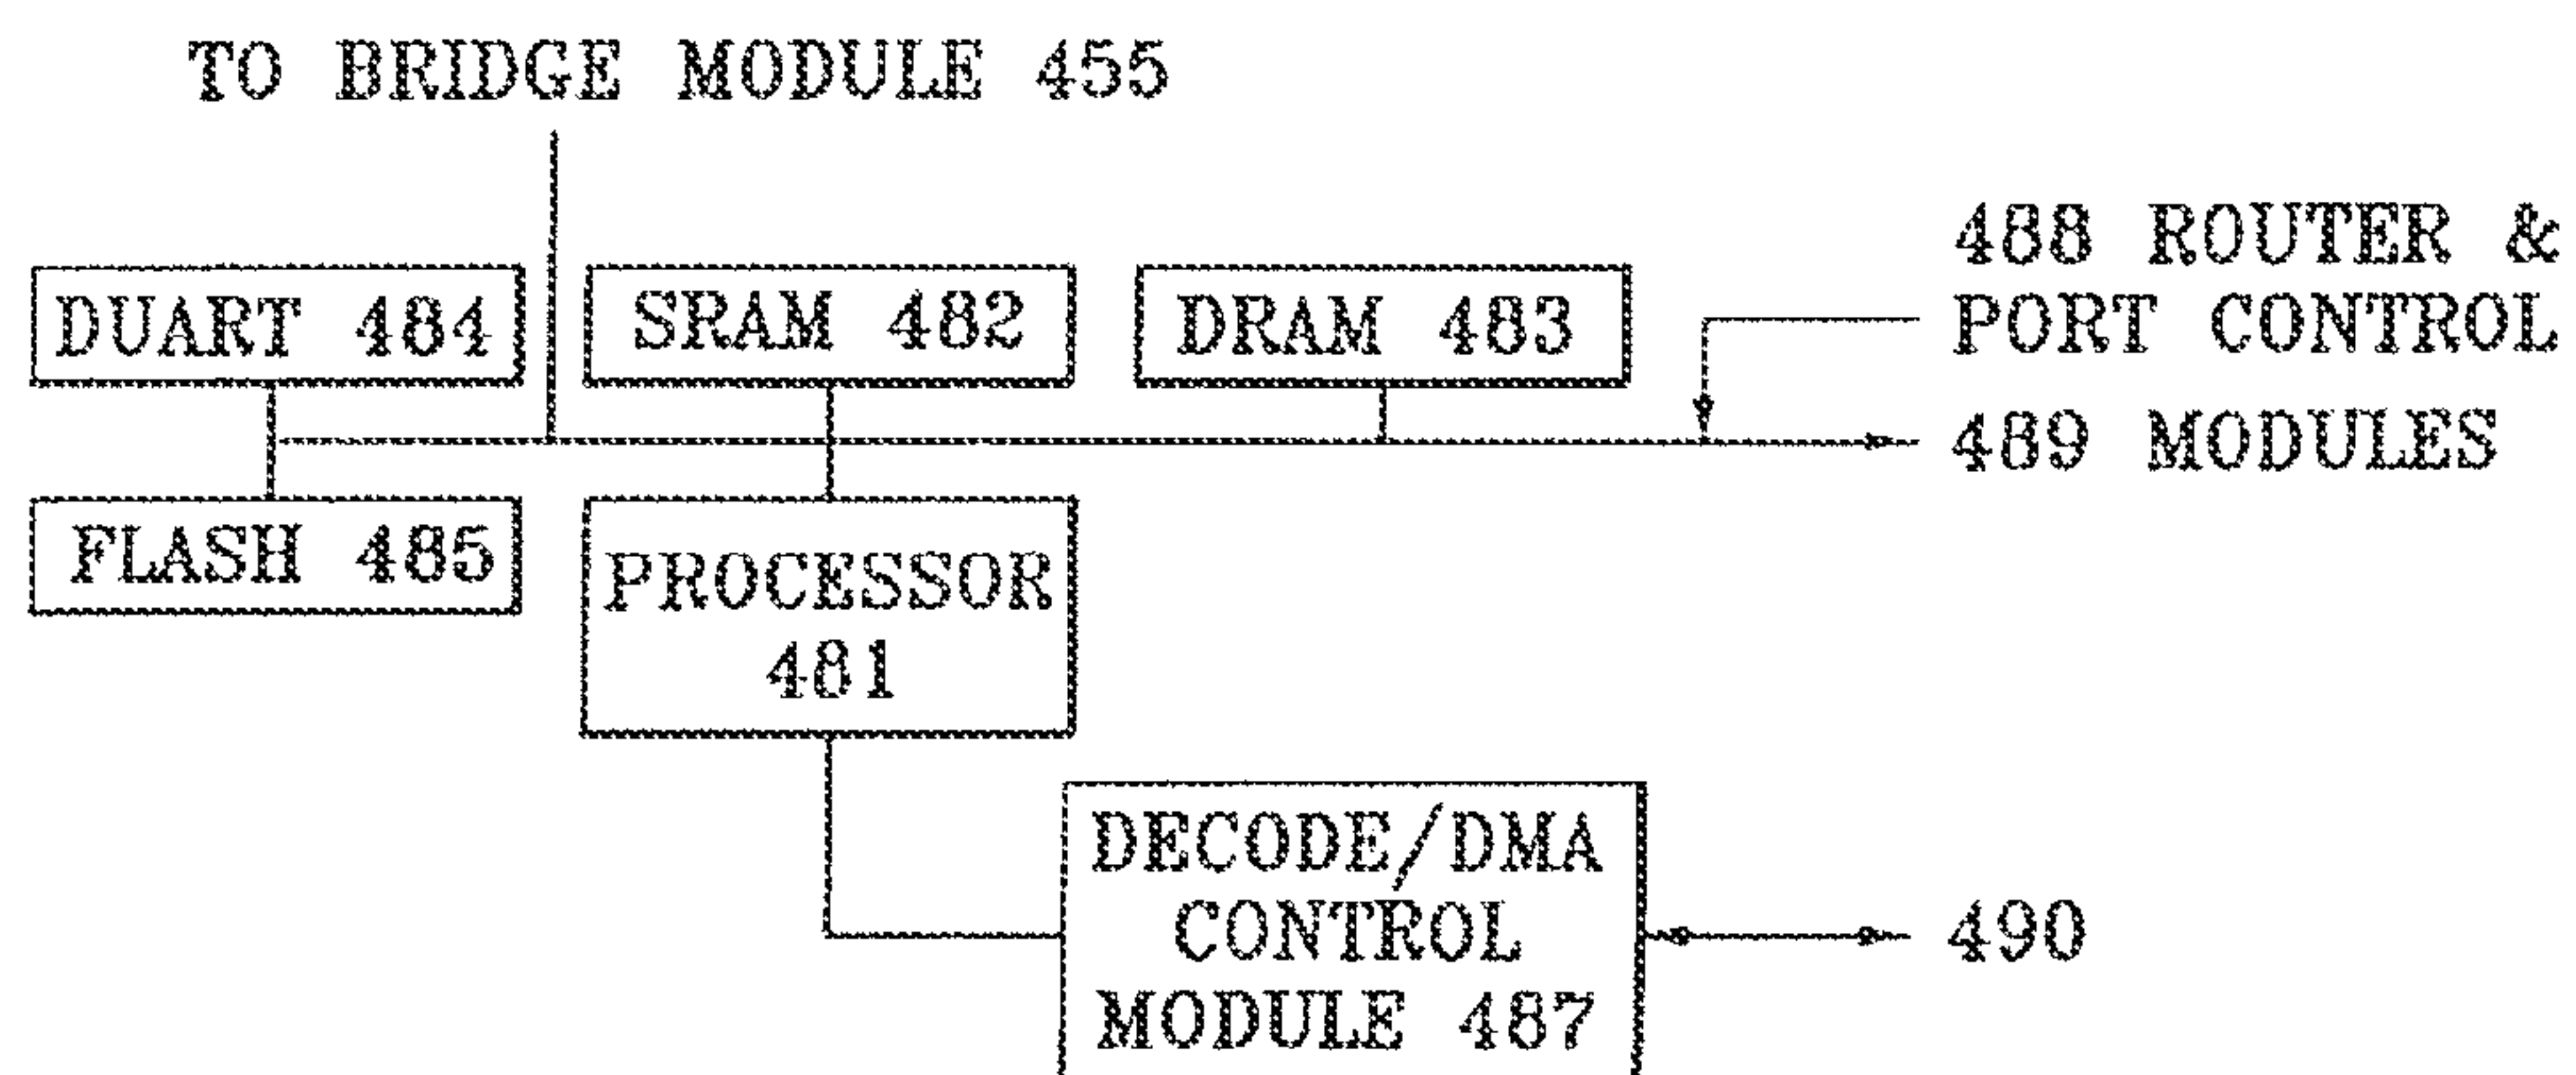 TO BRIDGE MODULE 455
DUART 484
SRAM 482
DRAM 483
488 ROUTER &
PORT CONTROL
489 MODULES
FLASH 485
PROCESSOR
481
DECODE/DMA
CONTROL
MODULE 487
490